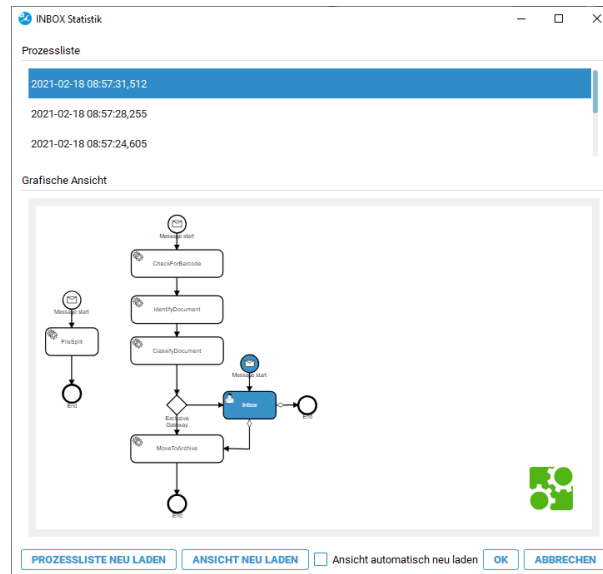 INBOX Statistik
Prozessliste
2021-02-18 08:57:31,512
2021-02-18 08:57:28,255
2021-02-18 08:57:24,605
Grafische Ansicht
Message start
CheckForBarcode
IdentifyDocument
Message start
FileSplit
ClassifyDocument
Message start
End
Inbox
Exclusive
Gateway
End
MoveToArchive
End
PROZESSLISTE NEU LADEN
ANSICHT NEU LADEN
Ansicht automatisch neu laden
OK
ABBRECHEN